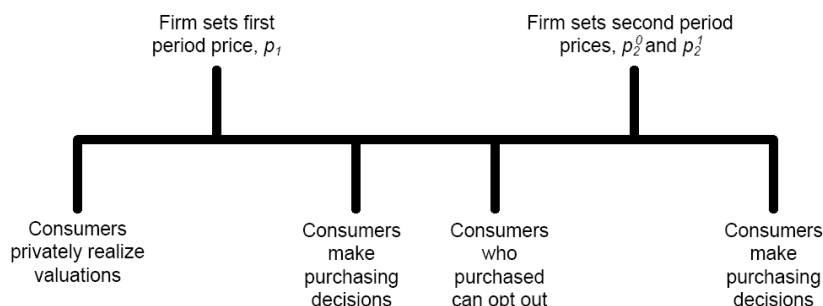 Firm sets first
period price, p₁
Firm sets second period
prices, p₂⁰ and p₂¹
Consumers
privately realize
valuations
Consumers
make
purchasing
decisions
Consumers
who
purchased
can opt out
Consumers
make
purchasing
decisions